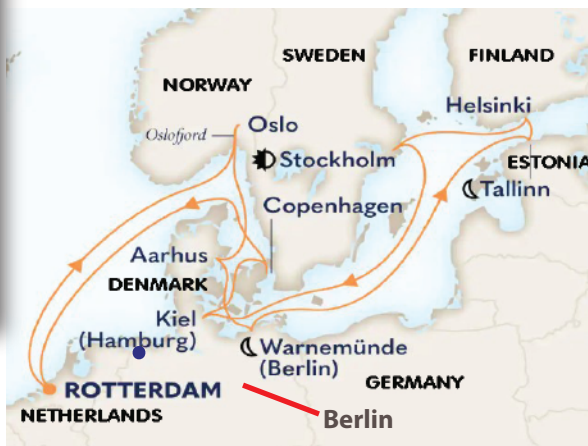 SWEDEN
FINLAND
NORWAY
Helsinki
Oslo
Oslofjord
Stockholm
ESTONIA
Tallinn
Copenhagen
Aarhus
DENMARK
Kiel
(Hamburg)
Warnemünde
(Berlin)
GERMANY
ROTTERDAM
NETHERLANDS
Berlin